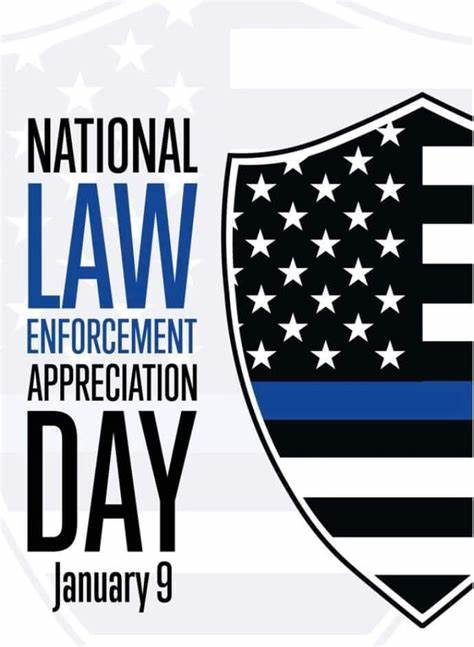 NATIONAL
LAW
ENFORCEMENT
APPRECIATION
DAY
January 9